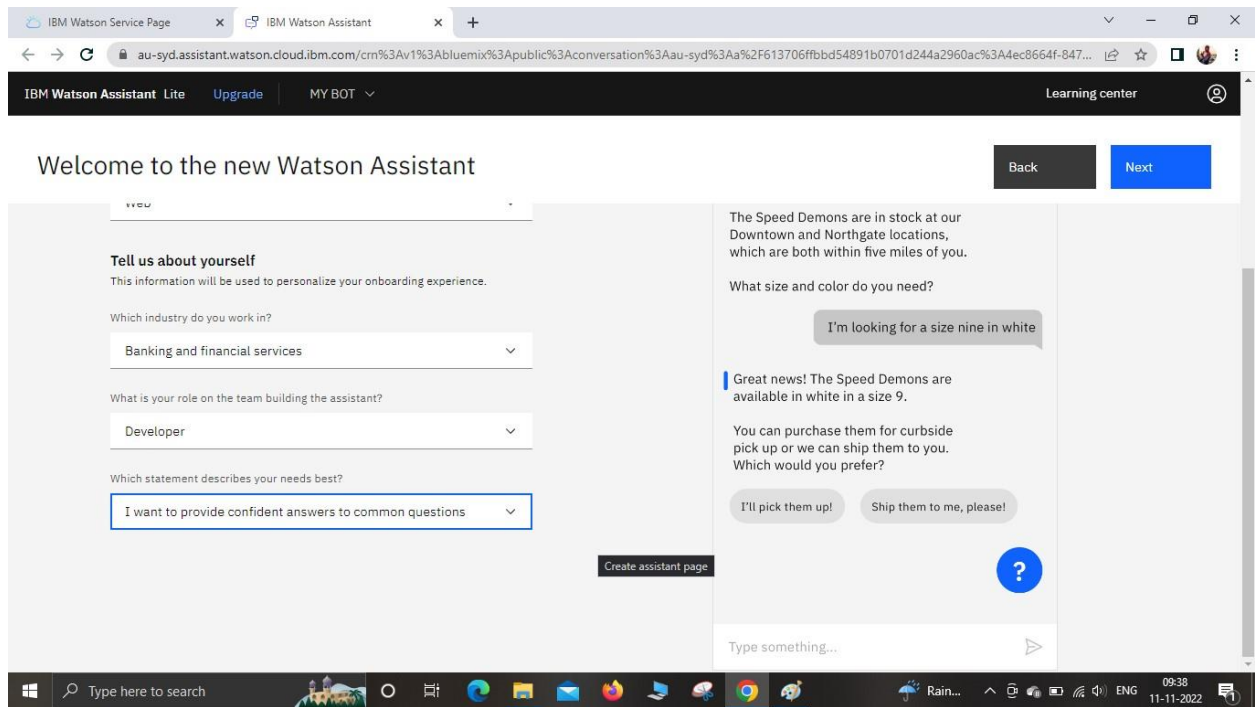 IBM Watson Service Page
IBM Watson Assistant
au-syd.assistant.watson.cloud.ibm.com/crn%3Av1%3Abluemix%3Apublic%3Aconversation%3Aau-syd%3Aa%2F613706ffbbd54891b0701d244a2960ac%3A4ec8664f-847...
IBM Watson Assistant Lite Upgrade MY BOT Learning center
Welcome to the new Watson Assistant
Back Next
Web
Tell us about yourself
This information will be used to personalize your onboarding experience.
Which industry do you work in?
Banking and financial services
What is your role on the team building the assistant?
Developer
Which statement describes your needs best?
I want to provide confident answers to common questions
The Speed Demons are in stock at our
Downtown and Northgate locations,
which are both within five miles of you.
What size and color do you need?
I'm looking for a size nine in white
Great news! The Speed Demons are
available in white in a size 9.
You can purchase them for curbside
pick up or we can ship them to you.
Which would you prefer?
I'll pick them up! Ship them to me, please!
?
Create assistant page
Type something...
Type here to search
Rain... ENG
09:38
11-11-2022